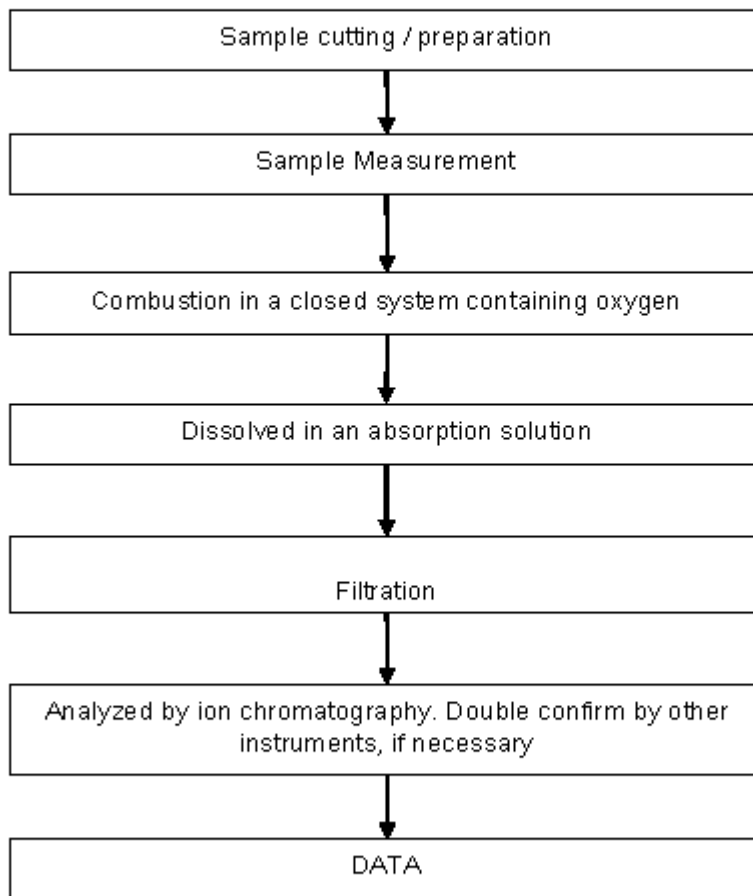 Sample cutting / preparation
Sample Measurement
Combustion in a closed system containing oxygen
Dissolved in an absorption solution
Filtration
Analyzed by ion chromatography. Double confirm by other
instruments, if necessary
DATA